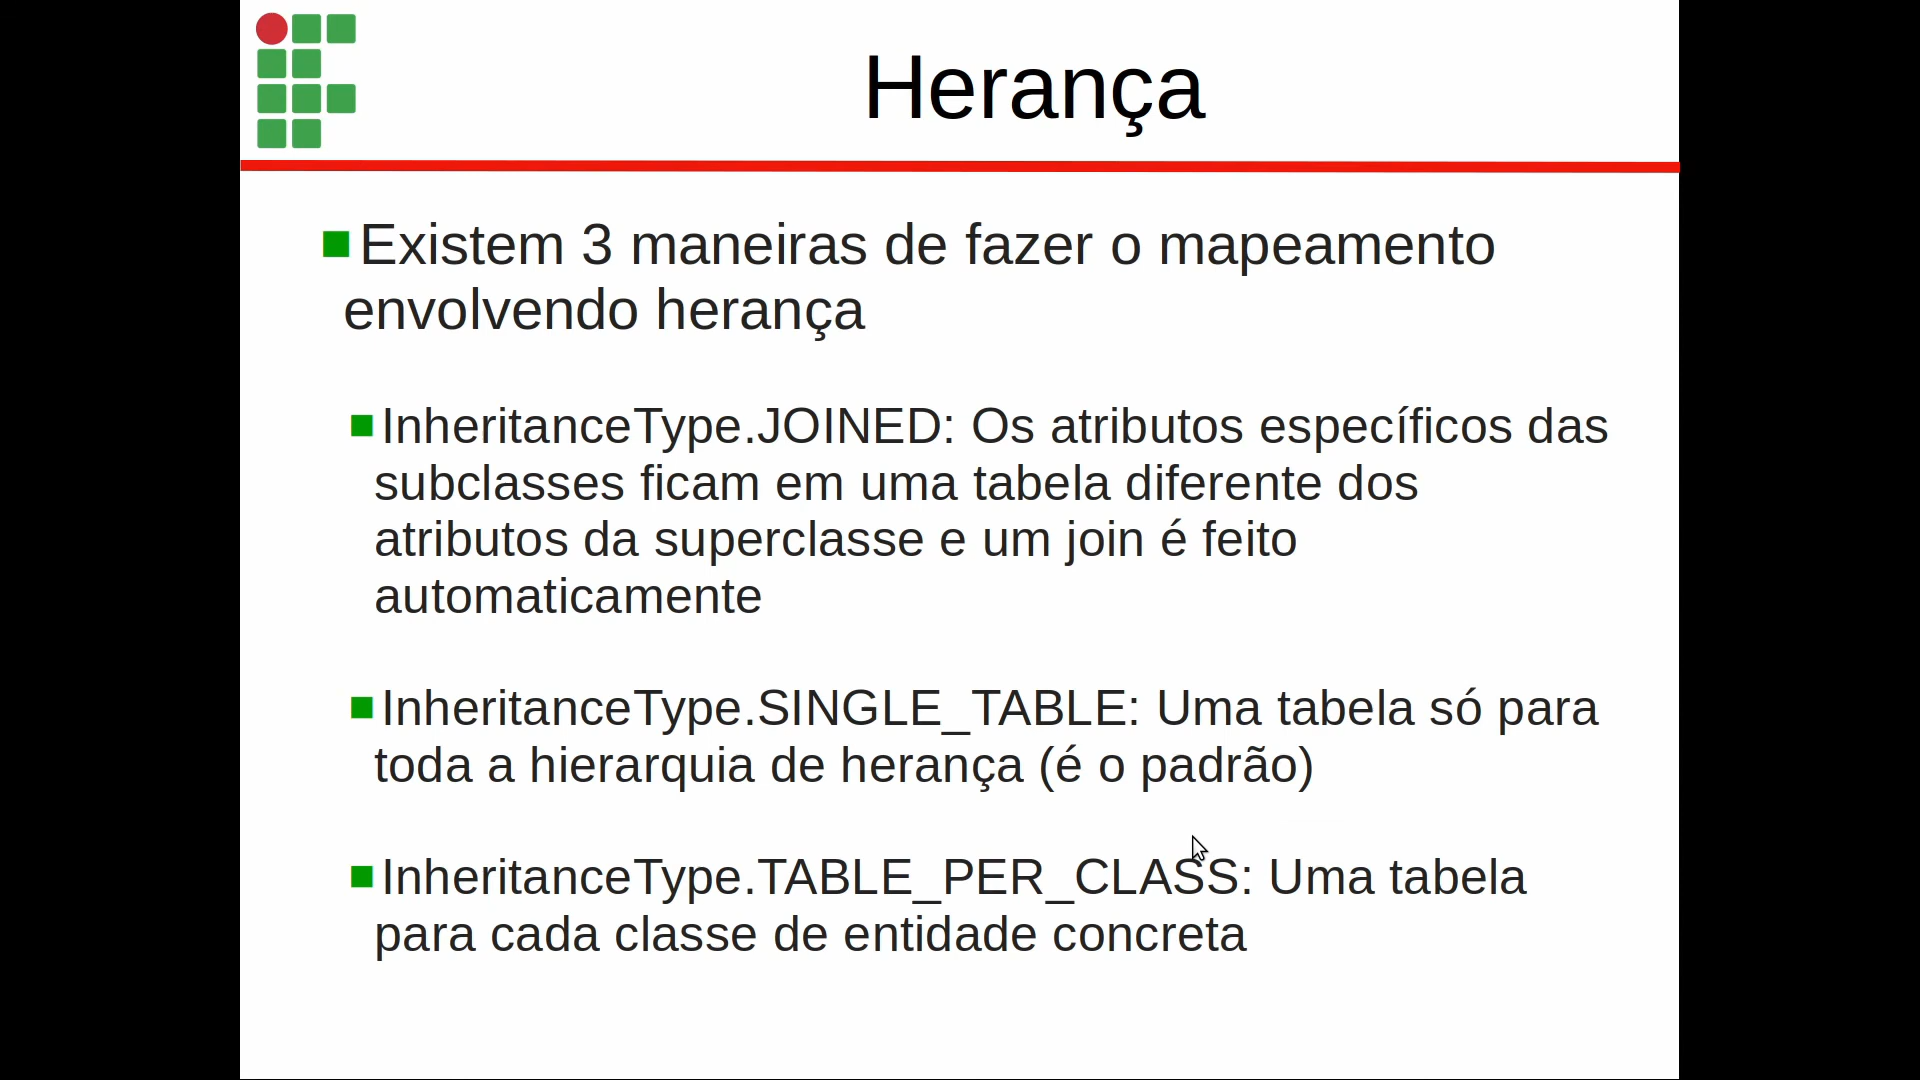 Herança
Existem 3 maneiras de fazer o mapeamento
envolvendo herança
InheritanceType.JOINED: Os atributos específicos das
subclasses ficam em uma tabela diferente dos
atributos da superclasse e um join é feito
automaticamente
InheritanceType.SINGLE_TABLE: Uma tabela só para
toda a hierarquia de herança (é o padrão)
InheritanceType.TABLE_PER_CLASS: Uma tabela
para cada classe de entidade concreta